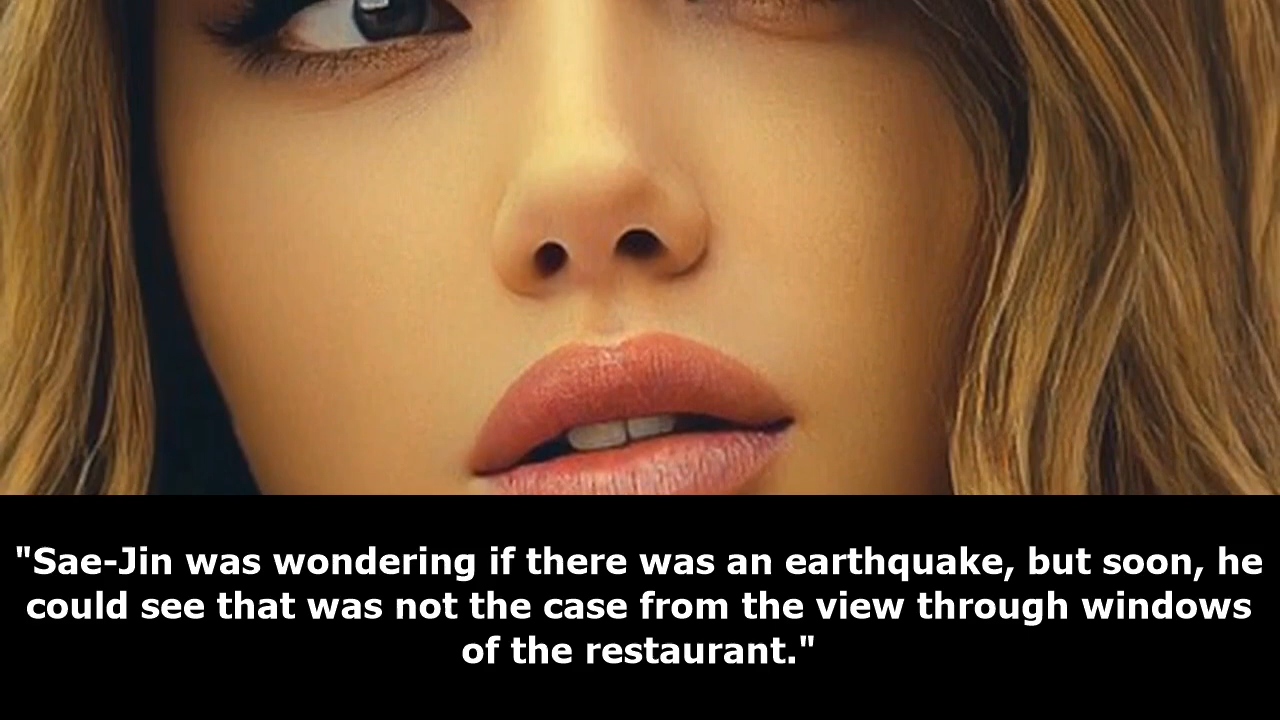 "Sae-Jin was wondering if there was an earthquake, but soon, he
could see that was not the case from the view through windows
of the restaurant."